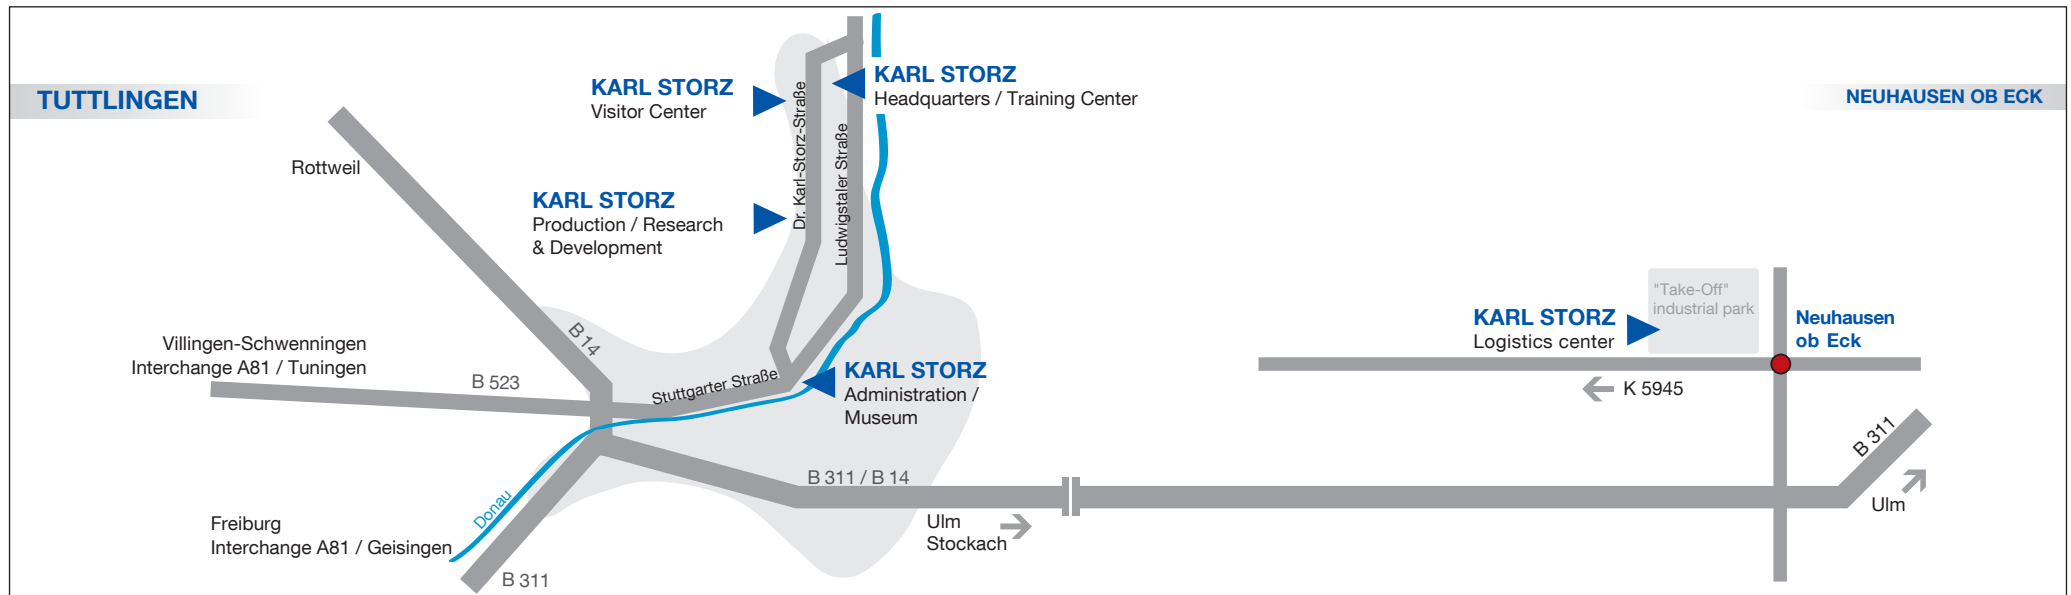 TUTTLINGEN
NEUHAUSEN OB ECK
KARL STORZ
Visitor Center
KARL STORZ
Headquarters / Training Center
Dr. Karl-Storz-Straße
Ludwigstaler Straße
Rottweil
KARL STORZ
Production / Research
& Development
B 14
Villingen-Schwenningen
Interchange A81 / Tuningen
B 523
Stuttgarter Straße
KARL STORZ
Administration /
Museum
"Take-Off"
industrial park
KARL STORZ
Logistics center
Neuhausen
ob Eck
K 5945
B 311
Ulm
B 311 / B 14
Ulm
Stockach
Donau
Freiburg
Interchange A81 / Geisingen
B 311